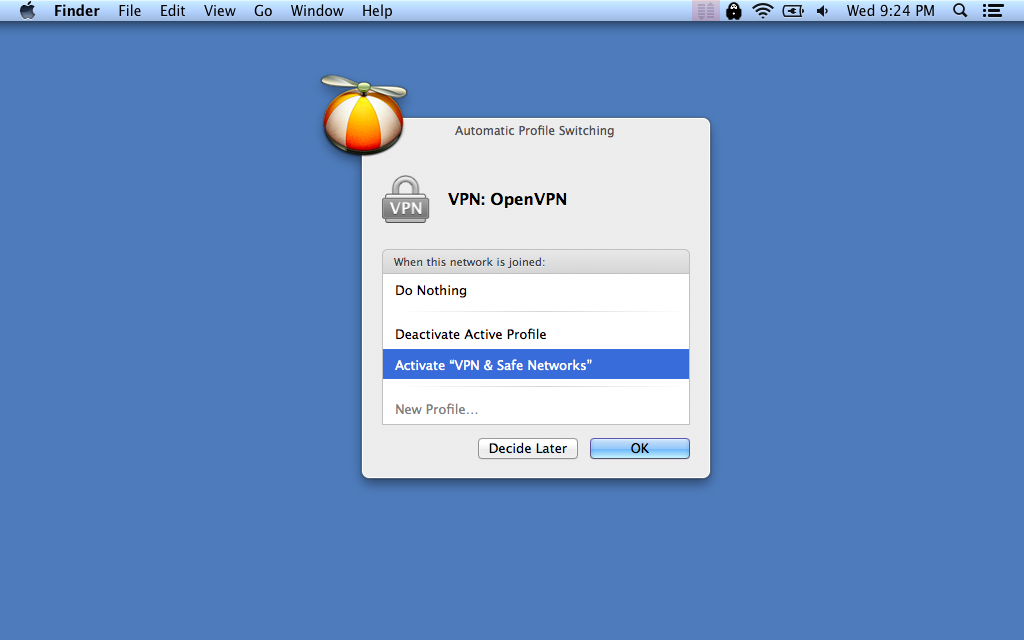 Finder File Edit View Go Window Help Wed 9:24 PM
Automatic Profile Switching
VPN
VPN: OpenVPN
When this network is joined:
Do Nothing
Deactivate Active Profile
Activate “VPN & Safe Networks”
New Profile...
Decide Later OK